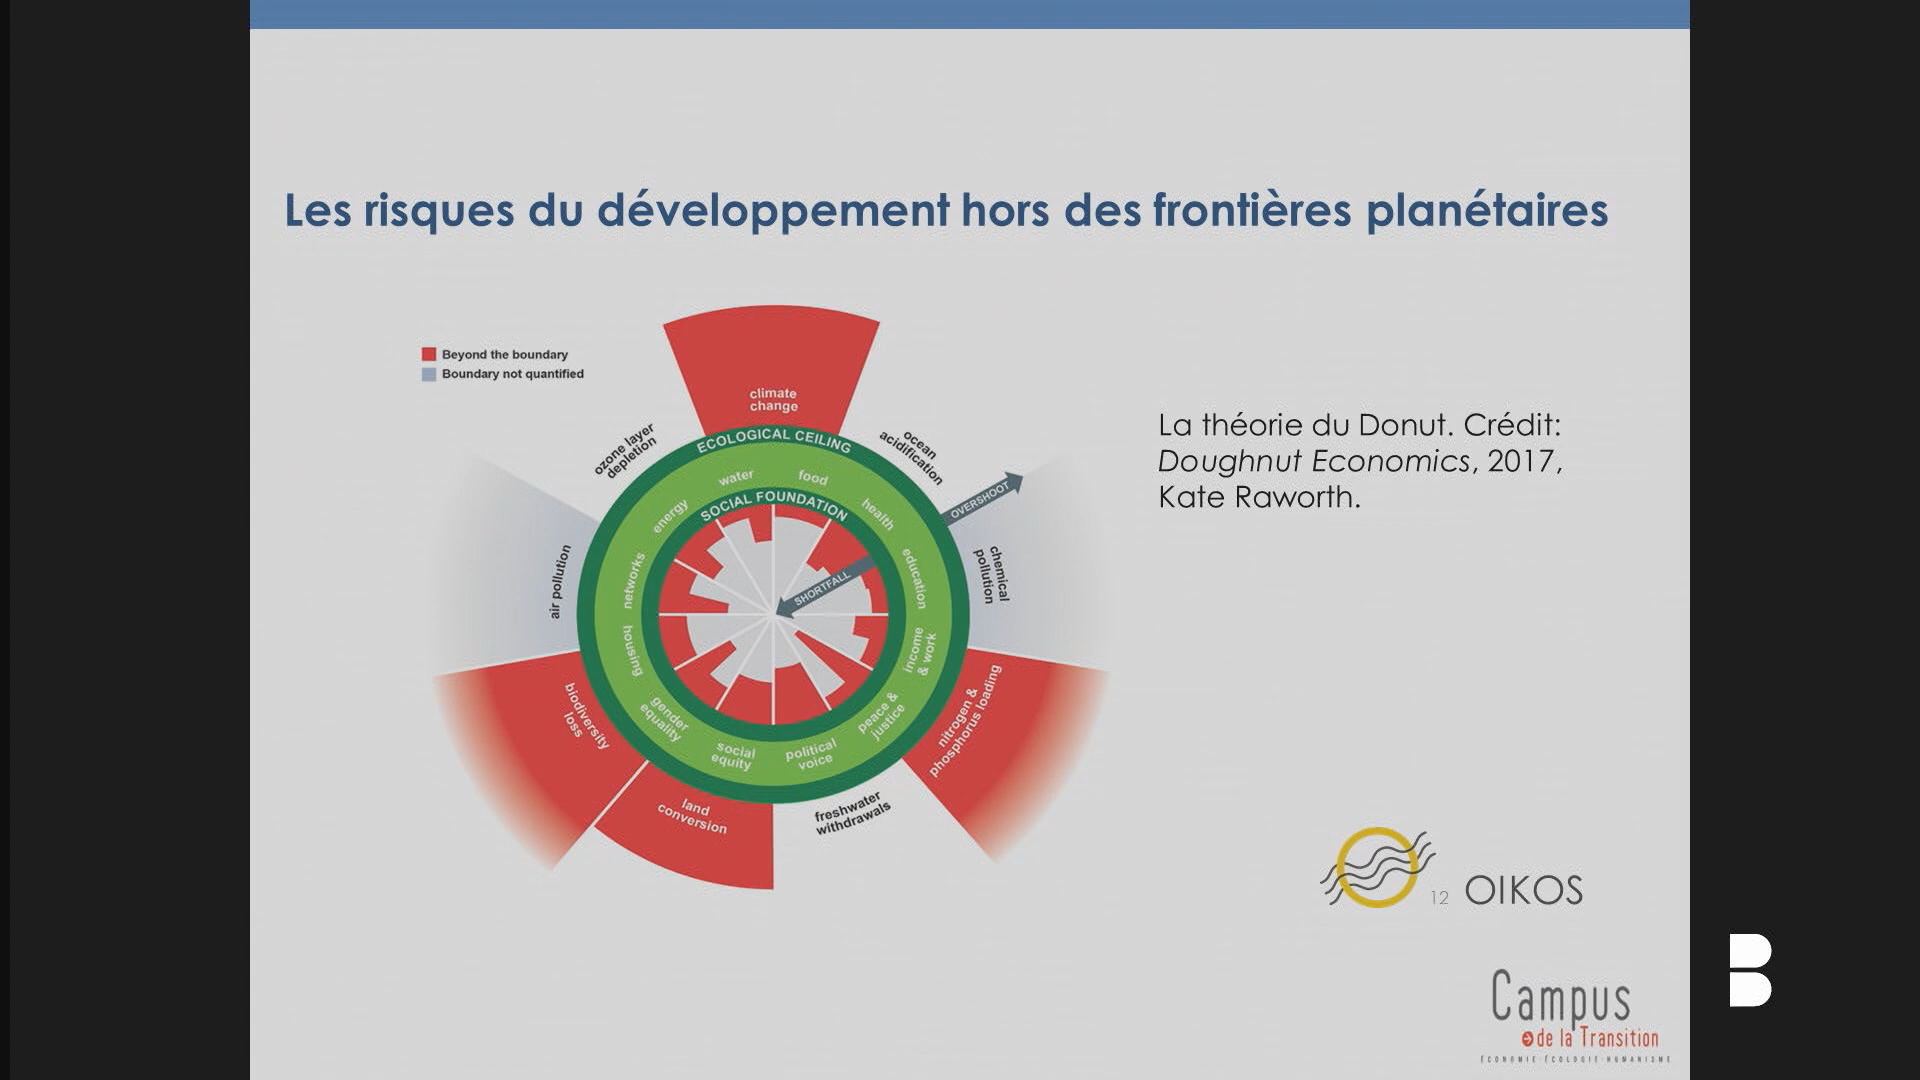 Les risques du développement hors des frontières planétaires
Beyond the boundary
Boundary not quantified
climate
change
ozone layer
depletion
ocean
acidification
ECOLOGICAL CEILING
water
food
energy
health
SOCIAL FOUNDATION
OVERSHOOT
SHORTFALL
networks
education
air pollution
chemical
pollution
housing
income
& work
gender
equality
peace &
justice
social
equity
political
voice
biodiversity
loss
nitrogen &
phosphorus loading
land
conversion
freshwater
withdrawals
La théorie du Donut. Crédit:
Doughnut Economics, 2017,
Kate Raworth.
12
OIKOS
B
Campus
de la Transition
ÉCONOMIE·ÉCOLOGIE·HUMANISME